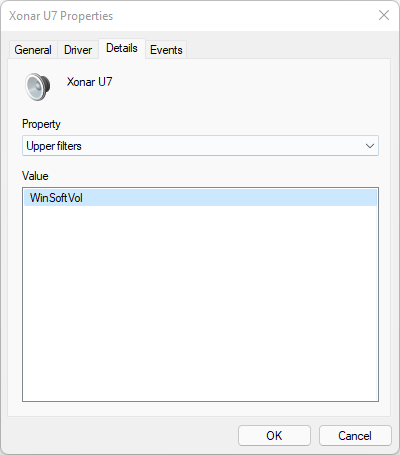 Xonar U7 Properties
General Driver Details Events
Xonar U7
Property
Upper filters
Value
WinSoftVol
OK Cancel